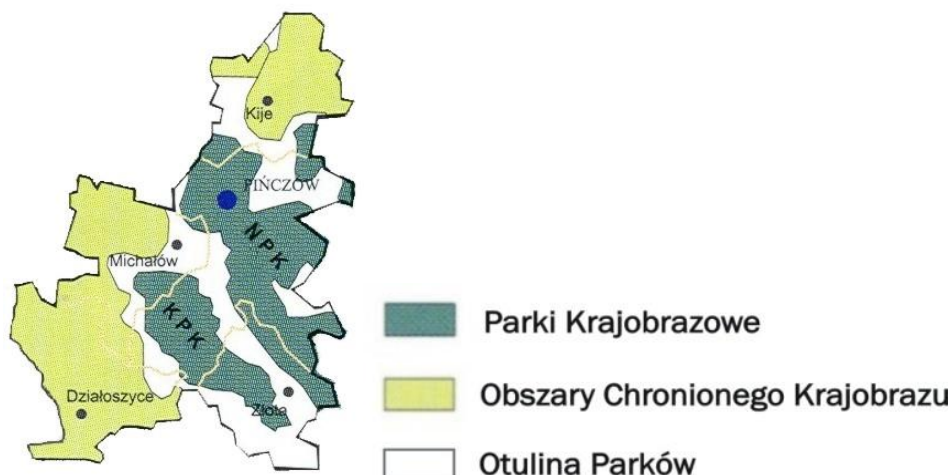 Kije
PIŃCZÓW
NPK
Michałów
KPK
Działoszyce
Złota
Parki Krajobrazowe
Obszary Chronionego Krajobrazu
Otulina Parków